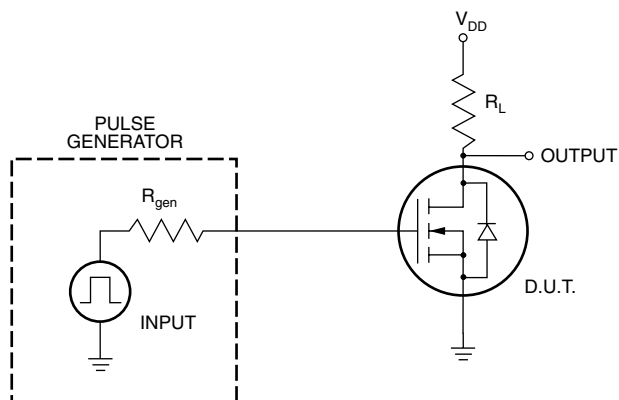 V_DD
R_L
PULSE
GENERATOR
OUTPUT
R_gen
D.U.T.
INPUT